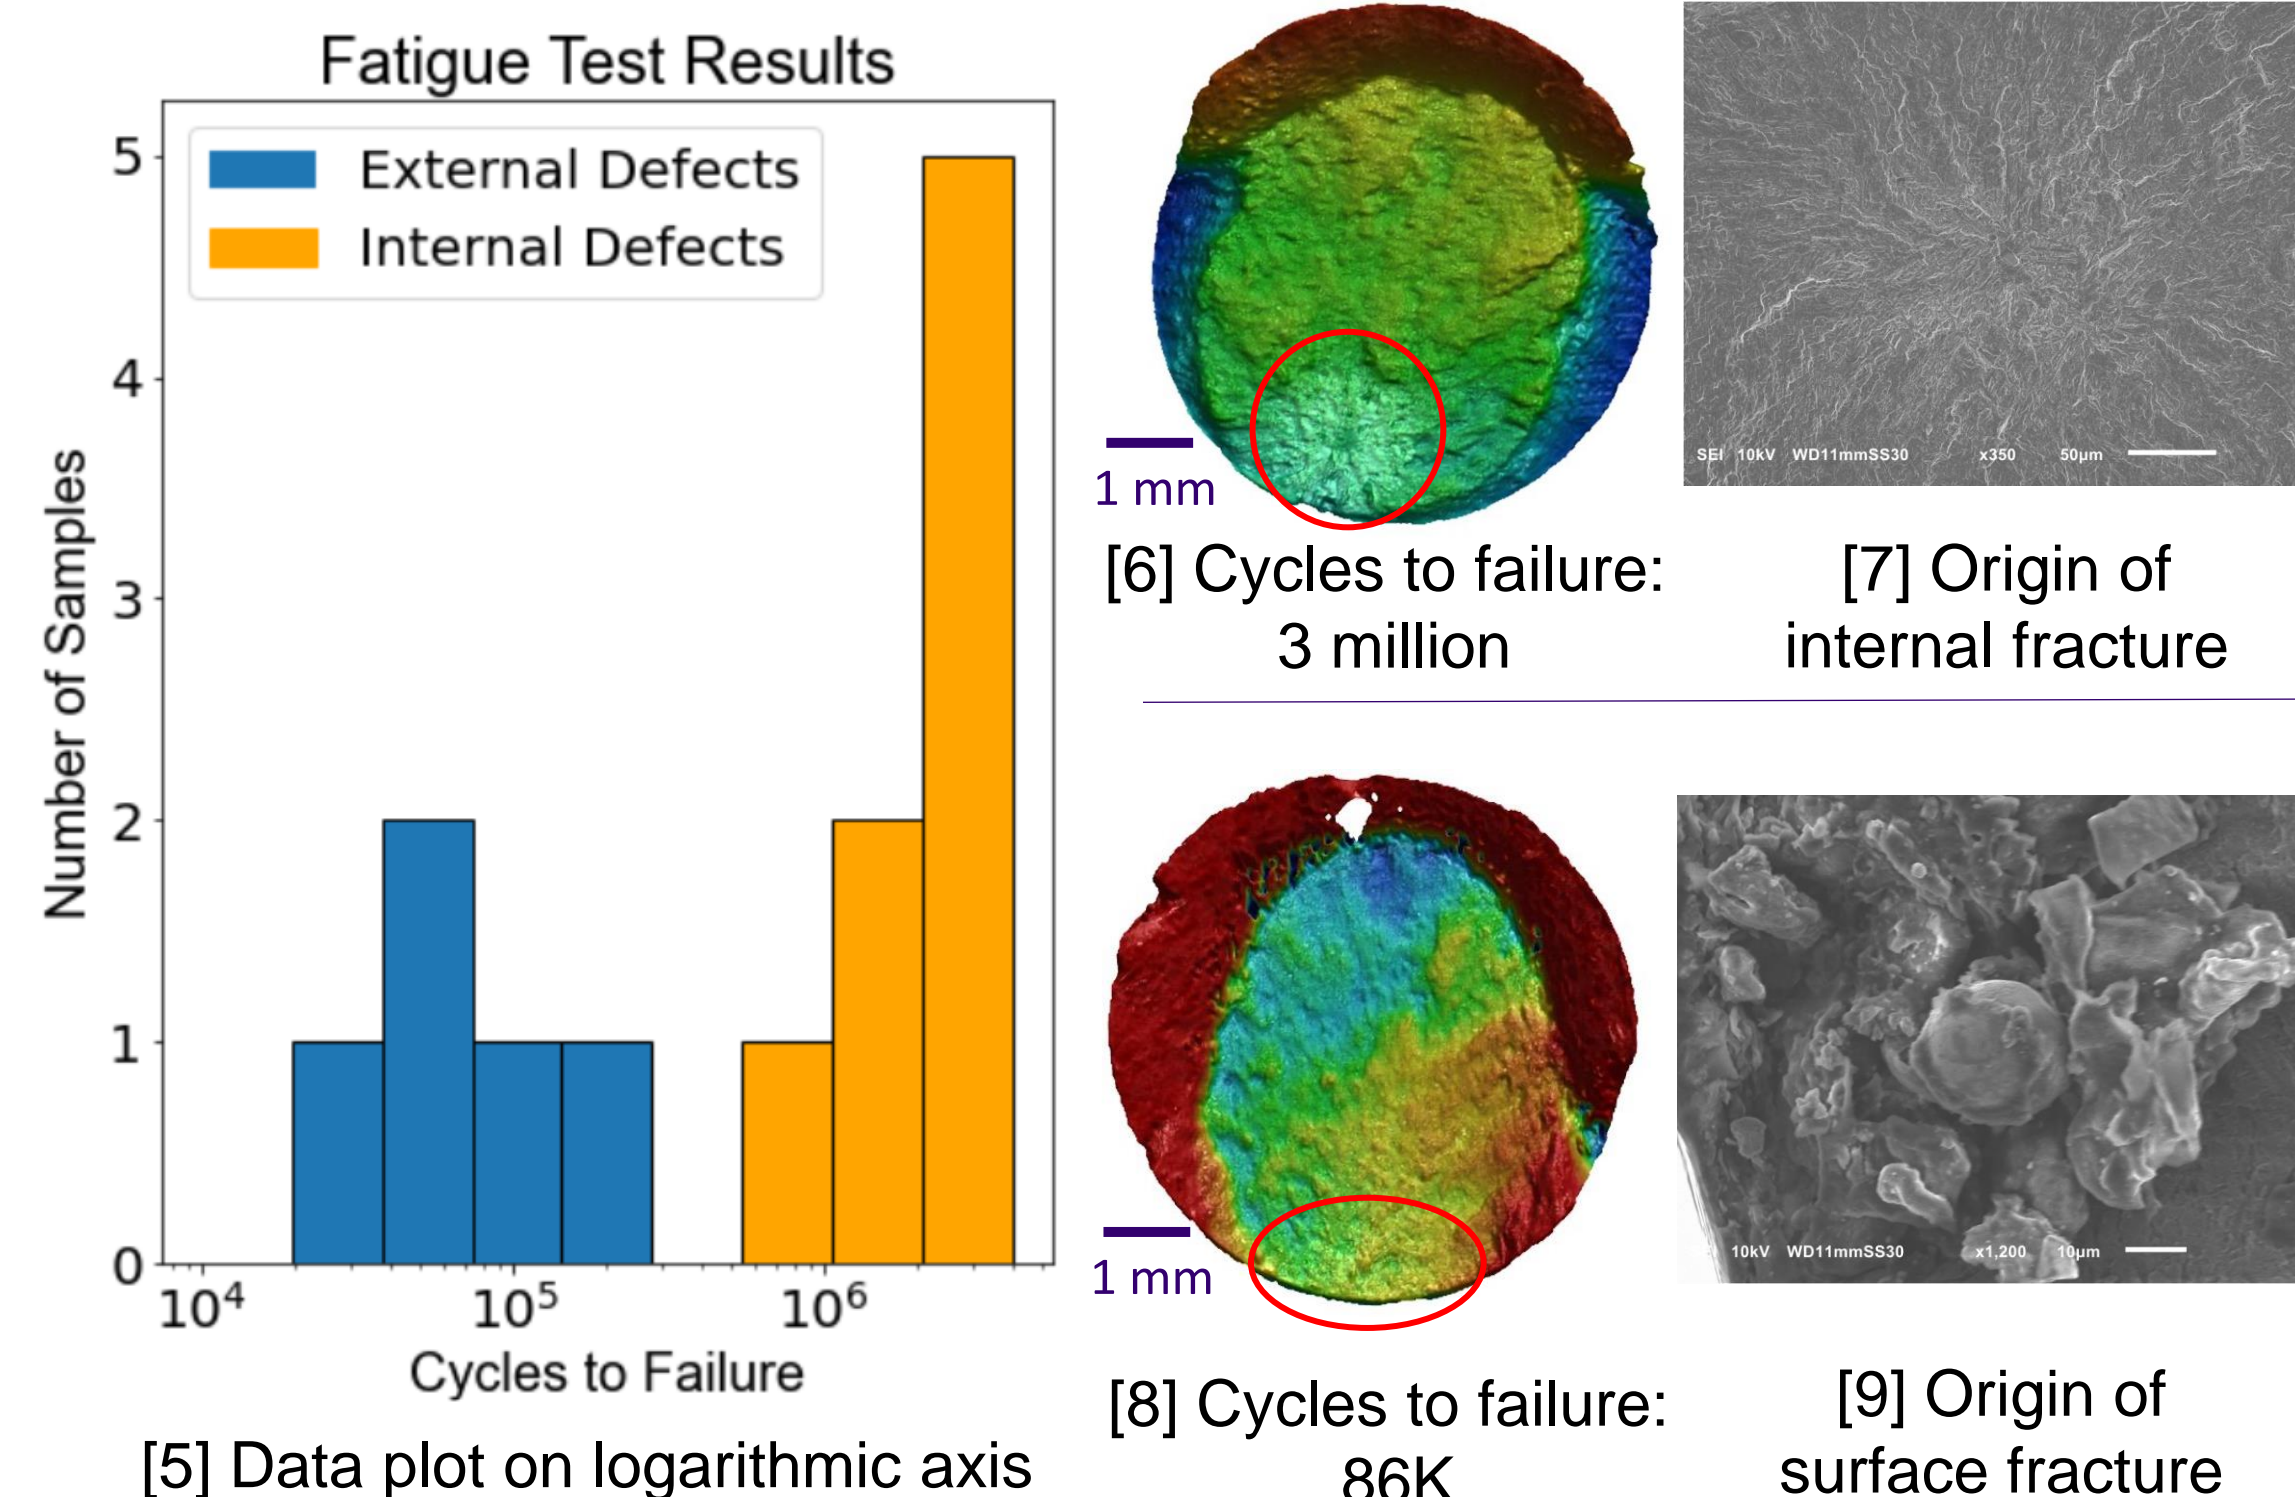 Fatigue Test Results
External Defects
Internal Defects
5
4
3
2
1
0
Number of Samples
10⁴ 10⁵ 10⁶
Cycles to Failure
[5] Data plot on logarithmic axis
1 mm
[6] Cycles to failure:
3 million
SEI 10kV WD11mmSS30 x350 50µm
[7] Origin of
internal fracture
1 mm
[8] Cycles to failure:
86K
10kV WD11mmSS30 x1,200 10µm
[9] Origin of
surface fracture